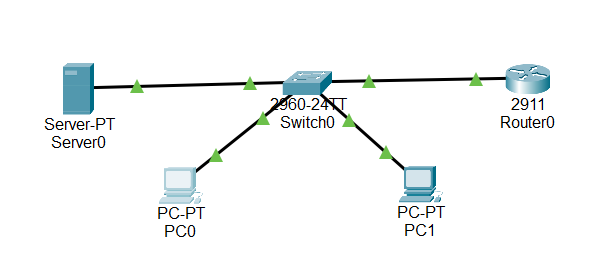 Server-PT
Server0
2960-24TT
Switch0
2911
Router0
PC-PT
PC0
PC-PT
PC1